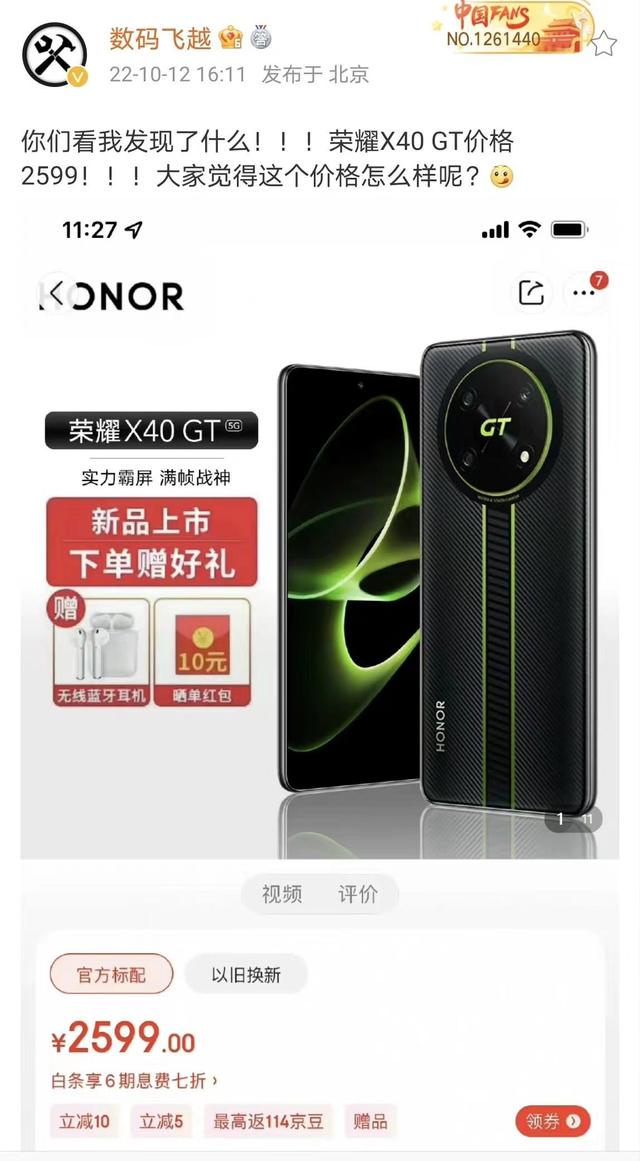 中国FANS
NO.1261440
数码飞越
22-10-12 16:11 发布于 北京
你们看我发现了什么！！！荣耀X40 GT价格
2599！！！大家觉得这个价格怎么样呢？
11:27
7
HONOR
荣耀X40 GT 5G
实力霸屏 满帧战神
新品上市
下单赠好礼
赠
10元
无线蓝牙耳机
晒单红包
GT
HONOR
1 11
视频 评价
官方标配 以旧换新
¥2599.00
白条享6期息费七折 ›
立减10 立减5 最高返114京豆 赠品 领券